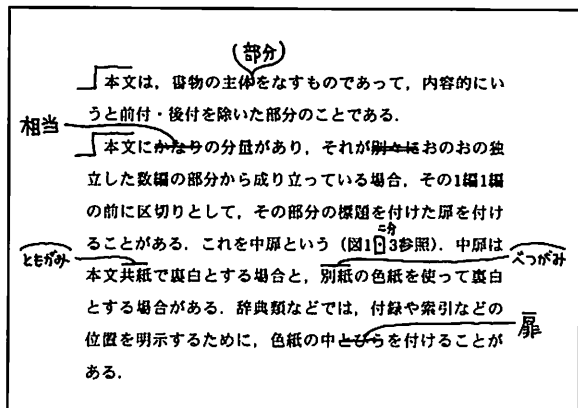 (部分)
本文は，書物の主体をなすものであって，内容的にい
うと前付・後付を除いた部分のことである．
相当
本文にかなりの分量があり，それが別々におのおの独
立した数編の部分から成り立っている場合，その1編1編
の前に区切りとして，その部分の標題を付けた扉を付け
二分
ることがある．これを中扉という（図1・3参照）．中扉は
ともがみ
べつがみ
本文共紙で裏白とする場合と，別紙の色紙を使って裏白
とする場合がある．辞典類などでは，付録や索引などの
扉
位置を明示するために，色紙の中とびらを付けることが
ある．